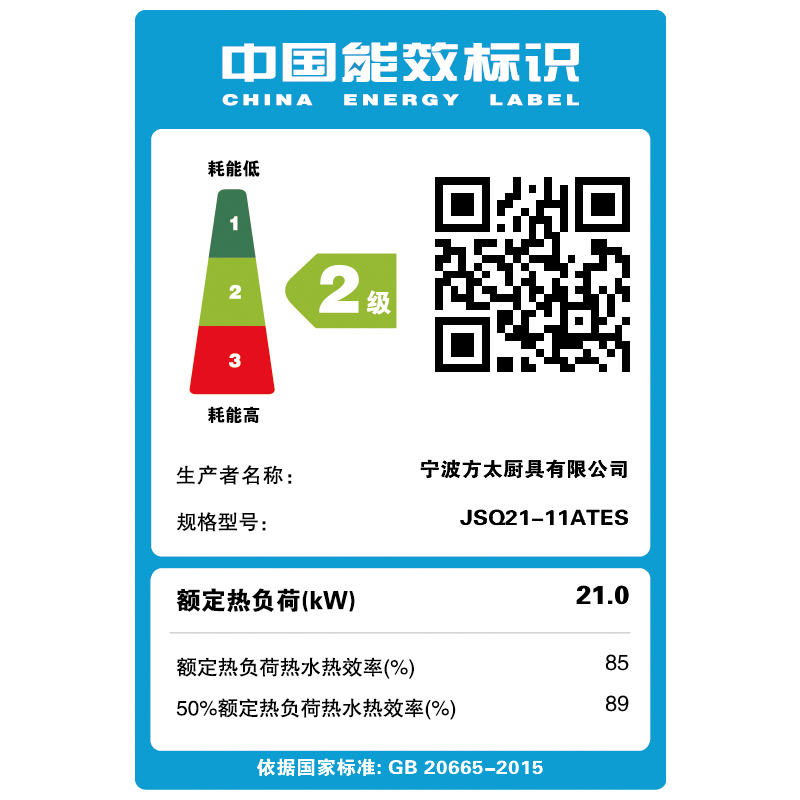 中国能效标识
CHINA ENERGY LABEL
耗能低
1
2
3
2级
耗能高
生产者名称: 宁波方太厨具有限公司
规格型号: JSQ21-11ATES
额定热负荷(kW) 21.0
额定热负荷热水热效率(%) 85
50%额定热负荷热水热效率(%) 89
依据国家标准: GB 20665-2015